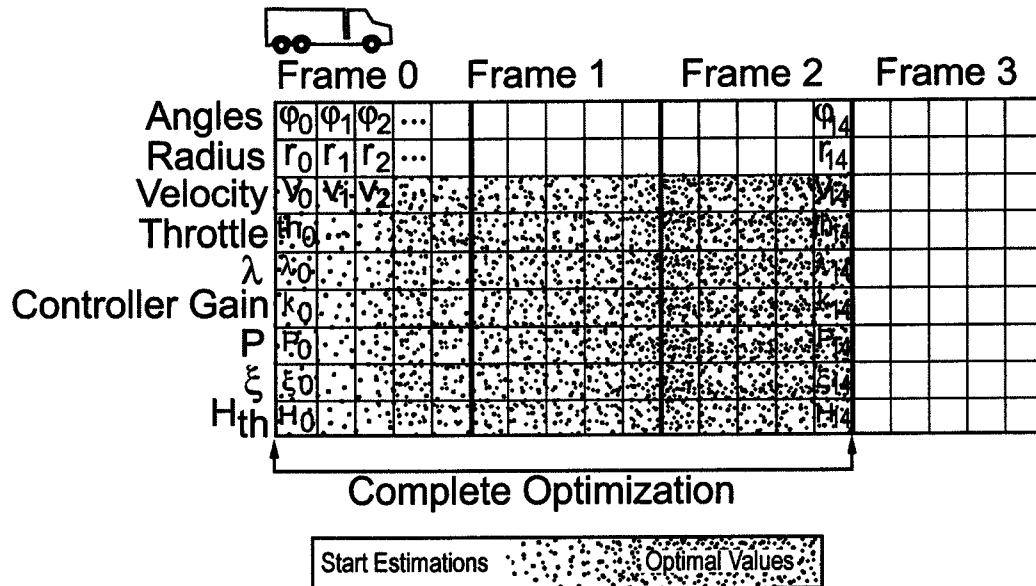 Frame 0 Frame 1 Frame 2 Frame 3
Angles φ0 φ1 φ2 ... φ14
Radius r0 r1 r2 ... r14
Velocity v0 v1 v2 v14
Throttle th0 th14
λ λ0 λ14
Controller Gain k0 k14
P P0 P14
ξ ξ0 ξ14
Hth H0 H14
Complete Optimization
Start Estimations Optimal Values